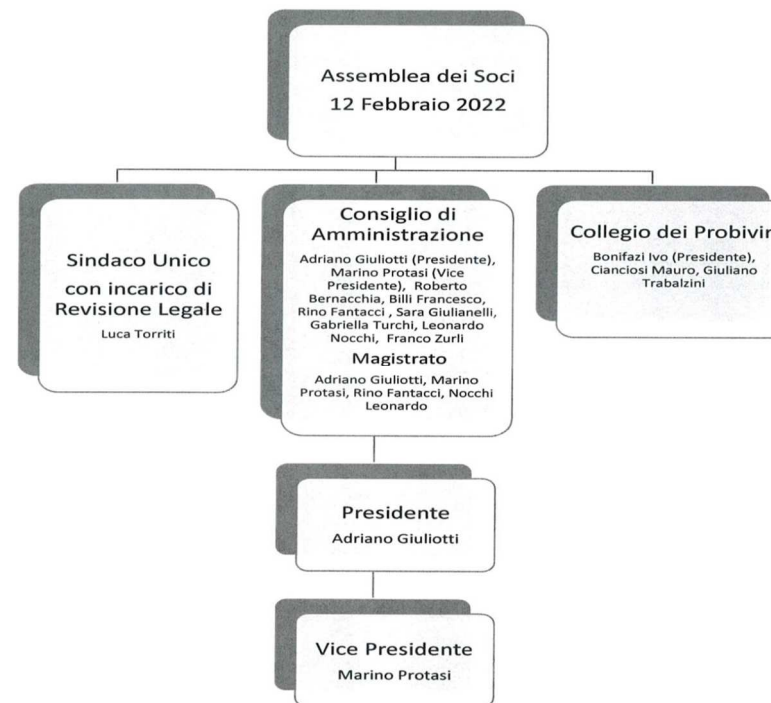 Assemblea dei Soci
12 Febbraio 2022
Sindaco Unico
con incarico di
Revisione Legale
Luca Torriti
Consiglio di
Amministrazione
Adriano Giuliotti (Presidente),
Marino Protasi (Vice
Presidente), Roberto
Bernacchia, Billi Francesco,
Rino Fantacci , Sara Giulianelli,
Gabriella Turchi, Leonardo
Nocchi, Franco Zurli
Magistrato
Adriano Giuliotti, Marino
Protasi, Rino Fantacci, Nocchi
Leonardo
Collegio dei Probivir
Bonifazi Ivo (Presidente),
Cianciosi Mauro, Giuliano
Trabalzini
Presidente
Adriano Giuliotti
Vice Presidente
Marino Protasi